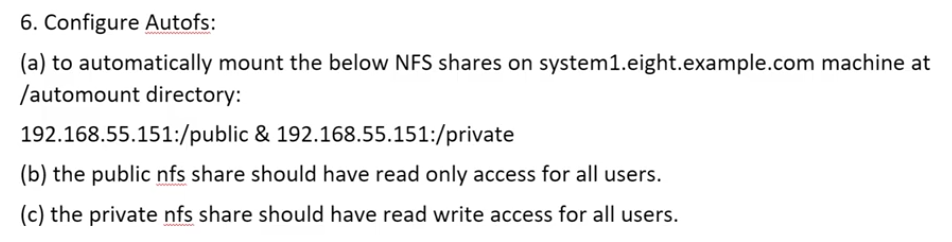 6. Configure Autofs:
(a) to automatically mount the below NFS shares on system1.eight.example.com machine at
/automount directory:
192.168.55.151:/public & 192.168.55.151:/private
(b) the public nfs share should have read only access for all users.
(c) the private nfs share should have read write access for all users.